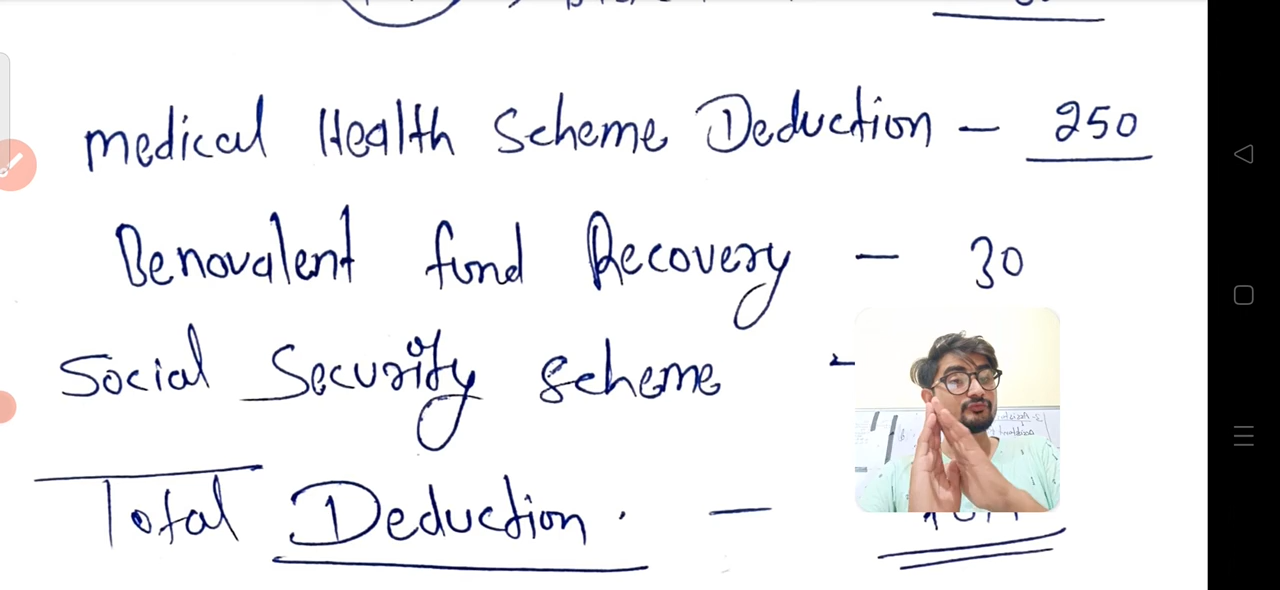 medical Health Scheme Deduction - 250
Benovalent fund Recovery - 30
Social Security Scheme -
Total Deduction. -